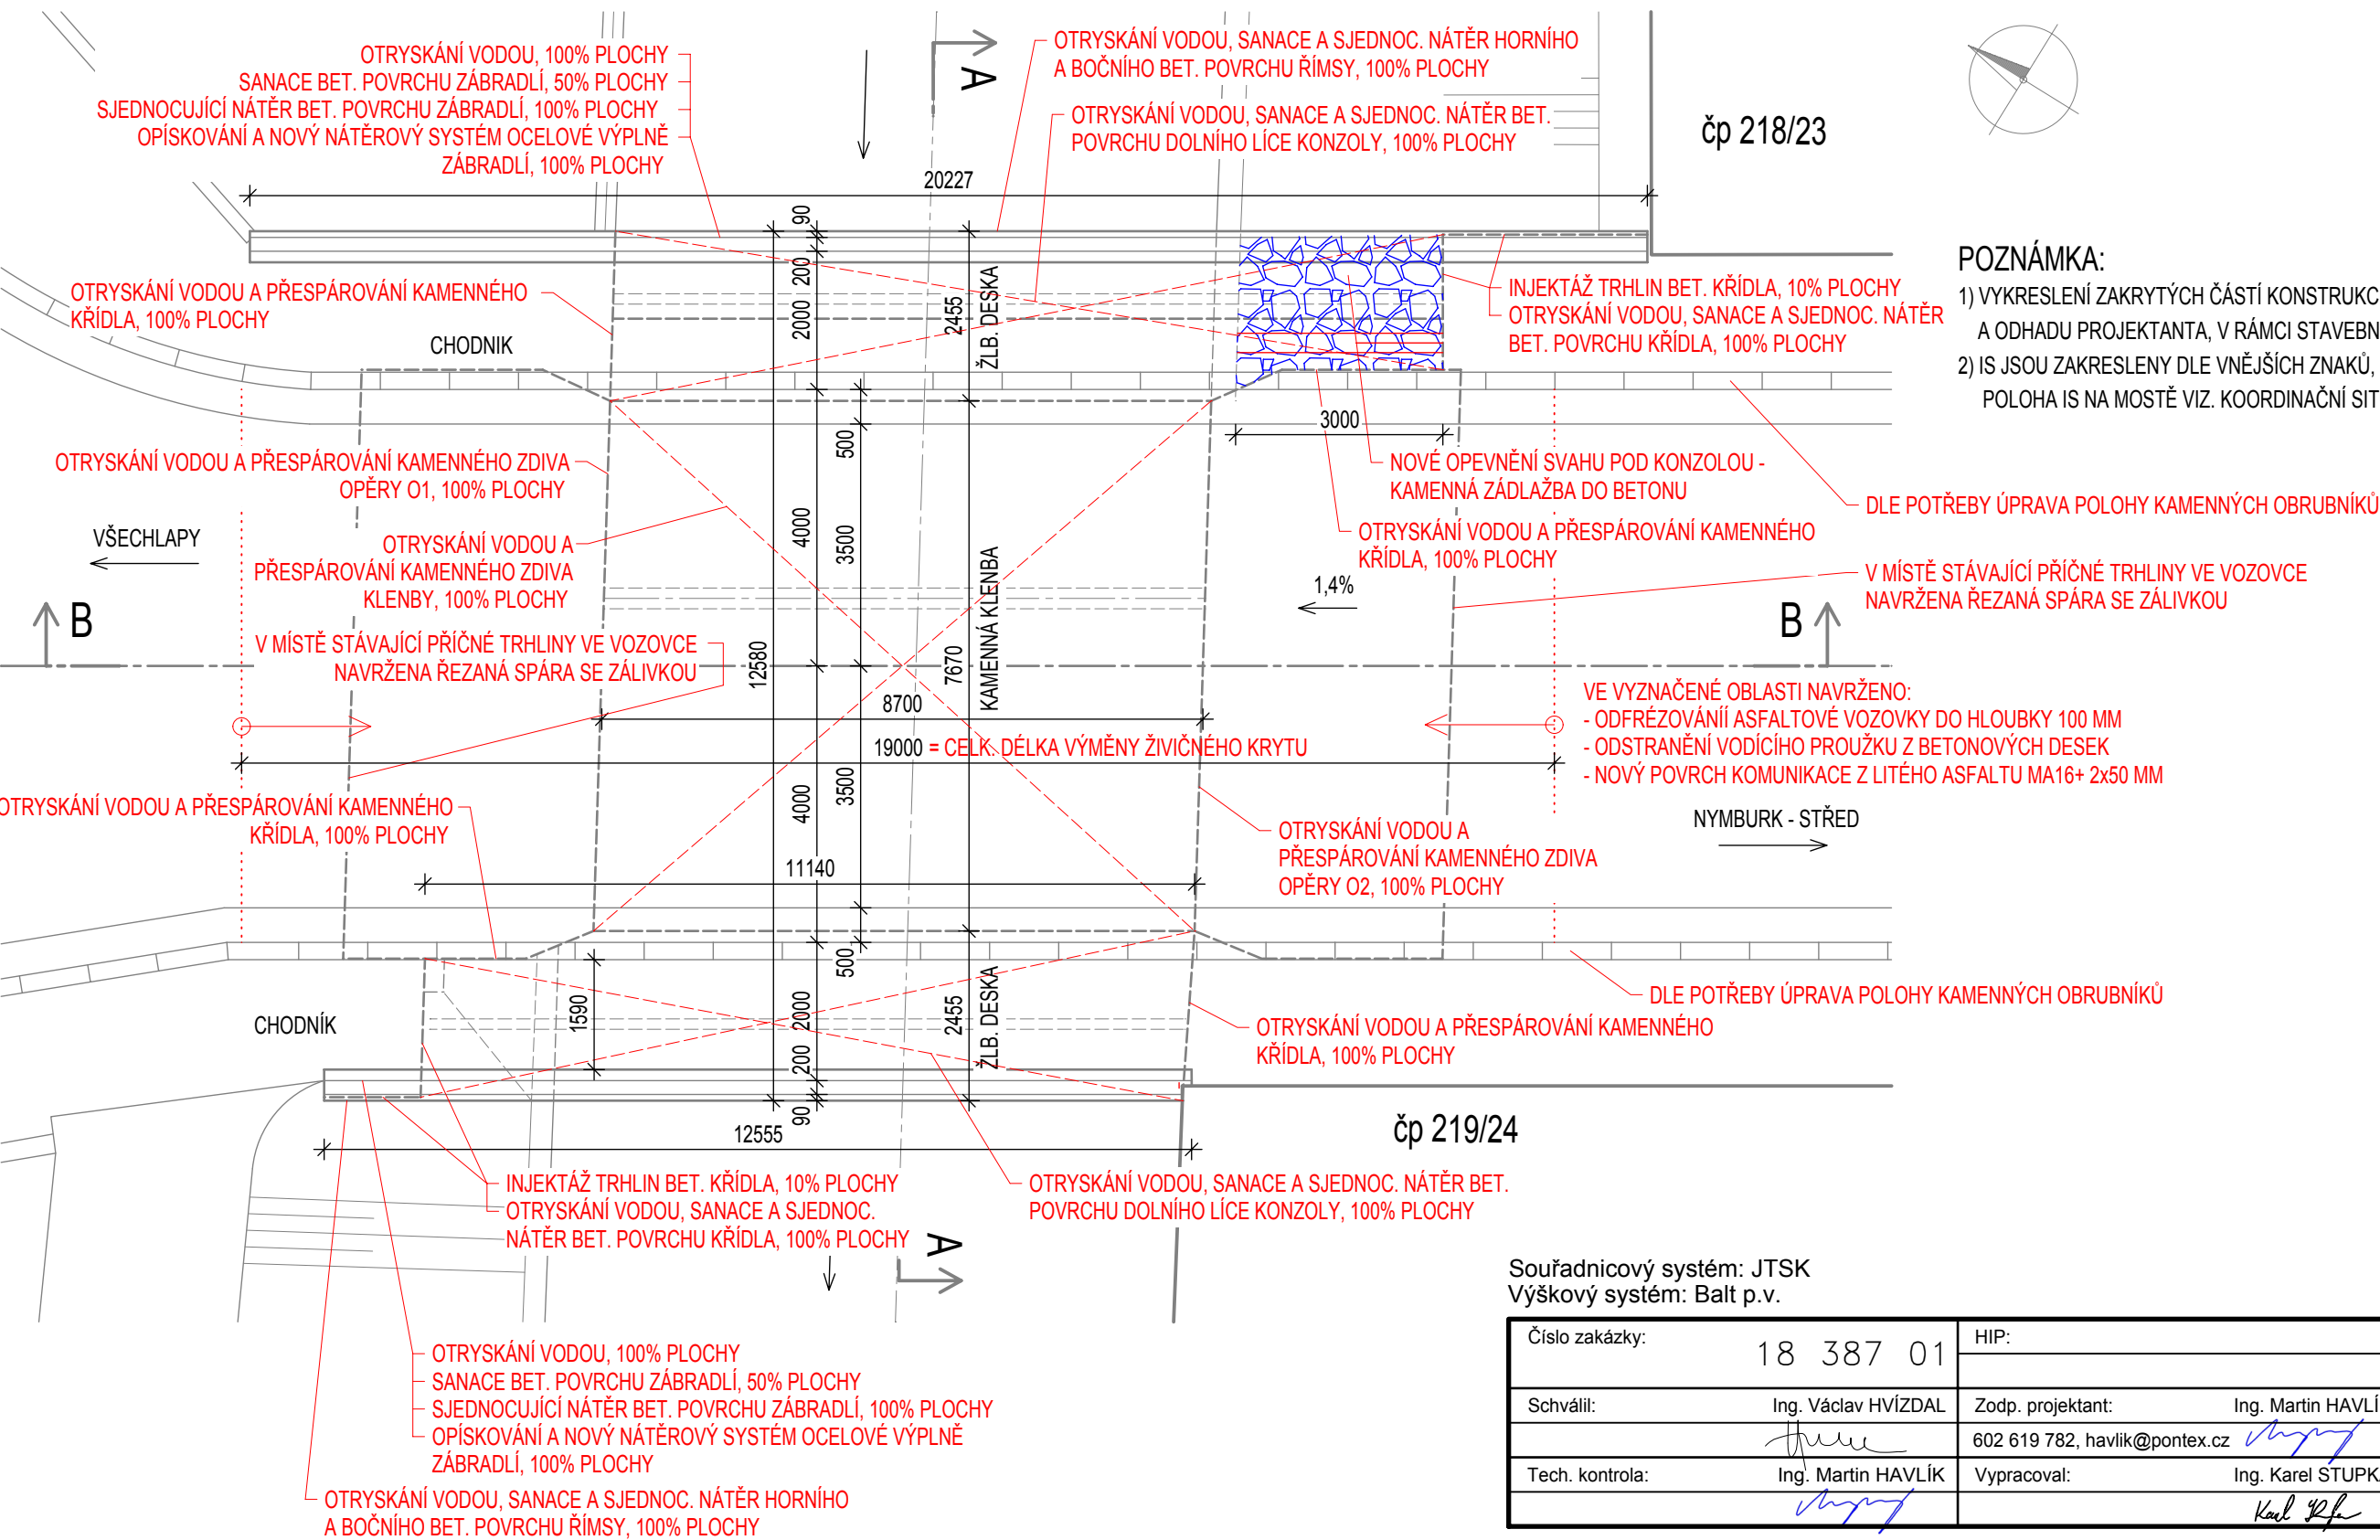 OTRYSKÁNÍ VODOU, 100% PLOCHY
SANACE BET. POVRCHU ZÁBRADLÍ, 50% PLOCHY
SJEDNOCUJÍCÍ NÁTĚR BET. POVRCHU ZÁBRADLÍ, 100% PLOCHY
OPÍSKOVÁNÍ A NOVÝ NÁTĚROVÝ SYSTÉM OCELOVÉ VÝPLNĚ
ZÁBRADLÍ, 100% PLOCHY
A
OTRYSKÁNÍ VODOU, SANACE A SJEDNOC. NÁTĚR HORNÍHO
A BOČNÍHO BET. POVRCHU ŘÍMSY, 100% PLOCHY
OTRYSKÁNÍ VODOU, SANACE A SJEDNOC. NÁTĚR BET.
POVRCHU DOLNÍHO LÍCE KONZOLY, 100% PLOCHY
čp 218/23
20227
90
200
2000
2455
ŽLB. DESKA
OTRYSKÁNÍ VODOU A PŘESPÁROVÁNÍ KAMENNÉHO
KŘÍDLA, 100% PLOCHY
CHODNIK
INJEKTÁŽ TRHLIN BET. KŘÍDLA, 10% PLOCHY
OTRYSKÁNÍ VODOU, SANACE A SJEDNOC. NÁTĚR
BET. POVRCHU KŘÍDLA, 100% PLOCHY
POZNÁMKA:
1) VYKRESLENÍ ZAKRYTÝCH ČÁSTÍ KONSTRUKC
A ODHADU PROJEKTANTA, V RÁMCI STAVEBN
2) IS JSOU ZAKRESLENY DLE VNĚJŠÍCH ZNAKŮ,
POLOHA IS NA MOSTĚ VIZ. KOORDINAČNÍ SIT
3000
500
4000
3500
OTRYSKÁNÍ VODOU A PŘESPÁROVÁNÍ KAMENNÉHO ZDIVA
OPĚRY O1, 100% PLOCHY
NOVÉ OPEVNĚNÍ SVAHU POD KONZOLOU -
KAMENNÁ ZÁDLAŽBA DO BETONU
DLE POTŘEBY ÚPRAVA POLOHY KAMENNÝCH OBRUBNÍKŮ
VŠECHLAPY
OTRYSKÁNÍ VODOU A
PŘESPÁROVÁNÍ KAMENNÉHO ZDIVA
KLENBY, 100% PLOCHY
OTRYSKÁNÍ VODOU A PŘESPÁROVÁNÍ KAMENNÉHO
KŘÍDLA, 100% PLOCHY
1,4%
V MÍSTĚ STÁVAJÍCÍ PŘÍČNÉ TRHLINY VE VOZOVCE
NAVRŽENA ŘEZANÁ SPÁRA SE ZÁLIVKOU
B
B
V MÍSTĚ STÁVAJÍCÍ PŘÍČNÉ TRHLINY VE VOZOVCE
NAVRŽENA ŘEZANÁ SPÁRA SE ZÁLIVKOU
12580
7670
KAMENNÁ KLENBA
8700
19000 = CELK. DÉLKA VÝMĚNY ŽIVIČNÉHO KRYTU
VE VYZNAČENÉ OBLASTI NAVRŽENO:
- ODFRÉZOVÁNÍÍ ASFALTOVÉ VOZOVKY DO HLOUBKY 100 MM
- ODSTRANĚNÍ VODÍCÍHO PROUŽKU Z BETONOVÝCH DESEK
- NOVÝ POVRCH KOMUNIKACE Z LITÉHO ASFALTU MA16+ 2x50 MM
NYMBURK - STŘED
4000
3500
OTRYSKÁNÍ VODOU A PŘESPÁROVÁNÍ KAMENNÉHO
KŘÍDLA, 100% PLOCHY
OTRYSKÁNÍ VODOU A
PŘESPÁROVÁNÍ KAMENNÉHO ZDIVA
OPĚRY O2, 100% PLOCHY
11140
500
1590
2000
200
90
2455
ŽLB. DESKA
CHODNÍK
DLE POTŘEBY ÚPRAVA POLOHY KAMENNÝCH OBRUBNÍKŮ
OTRYSKÁNÍ VODOU A PŘESPÁROVÁNÍ KAMENNÉHO
KŘÍDLA, 100% PLOCHY
12555
čp 219/24
INJEKTÁŽ TRHLIN BET. KŘÍDLA, 10% PLOCHY
OTRYSKÁNÍ VODOU, SANACE A SJEDNOC.
NÁTĚR BET. POVRCHU KŘÍDLA, 100% PLOCHY
OTRYSKÁNÍ VODOU, SANACE A SJEDNOC. NÁTĚR BET.
POVRCHU DOLNÍHO LÍCE KONZOLY, 100% PLOCHY
A
OTRYSKÁNÍ VODOU, 100% PLOCHY
SANACE BET. POVRCHU ZÁBRADLÍ, 50% PLOCHY
SJEDNOCUJÍCÍ NÁTĚR BET. POVRCHU ZÁBRADLÍ, 100% PLOCHY
OPÍSKOVÁNÍ A NOVÝ NÁTĚROVÝ SYSTÉM OCELOVÉ VÝPLNĚ
ZÁBRADLÍ, 100% PLOCHY
OTRYSKÁNÍ VODOU, SANACE A SJEDNOC. NÁTĚR HORNÍHO
A BOČNÍHO BET. POVRCHU ŘÍMSY, 100% PLOCHY
Souřadnicový systém: JTSK
Výškový systém: Balt p.v.
Číslo zakázky: 18 387 01
HIP:
Schválil: Ing. Václav HVÍZDAL
Zodp. projektant: Ing. Martin HAVLÍ
602 619 782, havlik@pontex.cz
Tech. kontrola: Ing. Martin HAVLÍK
Vypracoval: Ing. Karel STUPK